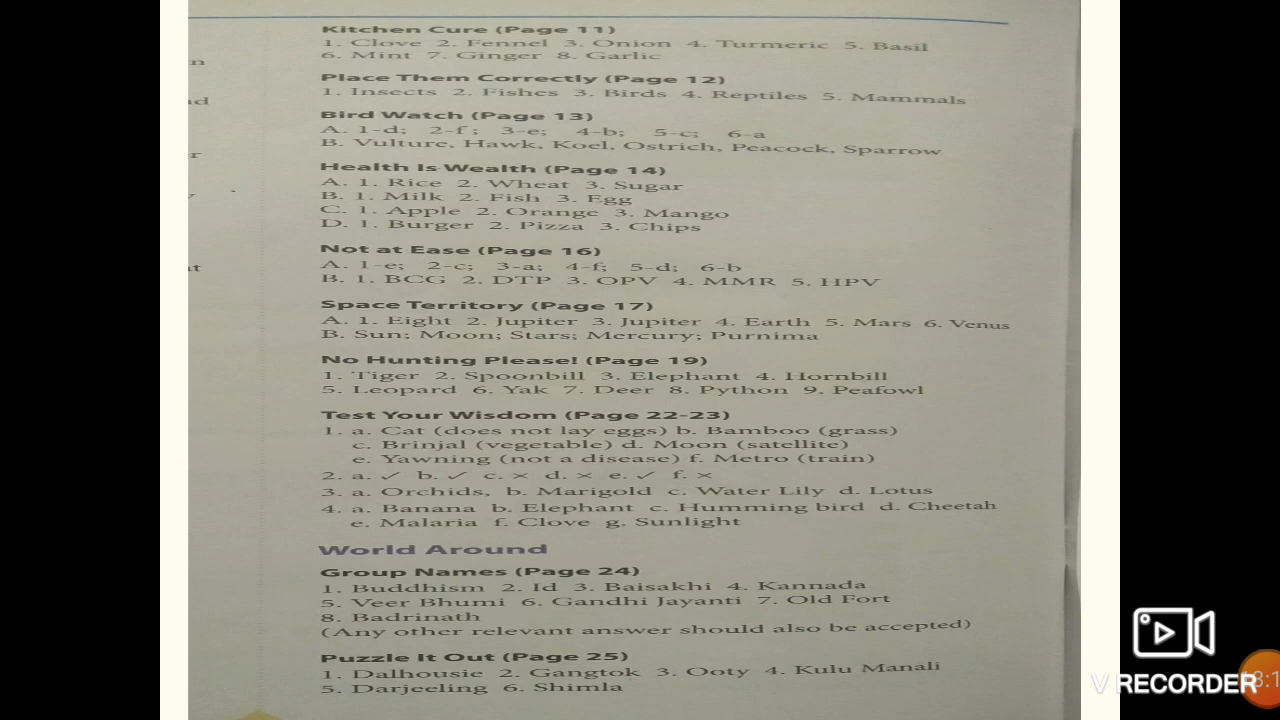 Kitchen Cure (Page 11)
1. Clove 2. Fennel 3. Onion 4. Turmeric 5. Basil
6. Mint 7. Ginger 8. Garlic
Place Them Correctly (Page 12)
1. Insects 2. Fishes 3. Birds 4. Reptiles 5. Mammals
Bird Watch (Page 13)
A. 1-d; 2-f; 3-e; 4-b; 5-c; 6-a
B. Vulture, Hawk, Koel, Ostrich, Peacock, Sparrow
Health Is Wealth (Page 14)
A. 1. Rice 2. Wheat 3. Sugar
B. 1. Milk 2. Fish 3. Egg
C. 1. Apple 2. Orange 3. Mango
D. 1. Burger 2. Pizza 3. Chips
Not at Ease (Page 16)
A. 1-e; 2-c; 3-a; 4-f; 5-d; 6-b
B. 1. BCG 2. DTP 3. OPV 4. MMR 5. HPV
Space Territory (Page 17)
A. 1. Eight 2. Jupiter 3. Jupiter 4. Earth 5. Mars 6. Venus
B. Sun; Moon; Stars; Mercury; Purnima
No Hunting Please! (Page 19)
1. Tiger 2. Spoonbill 3. Elephant 4. Hornbill
5. Leopard 6. Yak 7. Deer 8. Python 9. Peafowl
Test Your Wisdom (Page 22-23)
1. a. Cat (does not lay eggs) b. Bamboo (grass)
c. Brinjal (vegetable) d. Moon (satellite)
e. Yawning (not a disease) f. Metro (train)
2. a. ✓ b. ✓ c. × d. × e. ✓ f. ×
3. a. Orchids, b. Marigold c. Water Lily d. Lotus
4. a. Banana b. Elephant c. Humming bird d. Cheetah
e. Malaria f. Clove g. Sunlight
World Around
Group Names (Page 24)
1. Buddhism 2. Id 3. Baisakhi 4. Kannada
5. Veer Bhumi 6. Gandhi Jayanti 7. Old Fort
8. Badrinath
(Any other relevant answer should also be accepted)
Puzzle It Out (Page 25)
1. Dalhousie 2. Gangtok 3. Ooty 4. Kulu Manali
5. Darjeeling 6. Shimla
V RECORDER